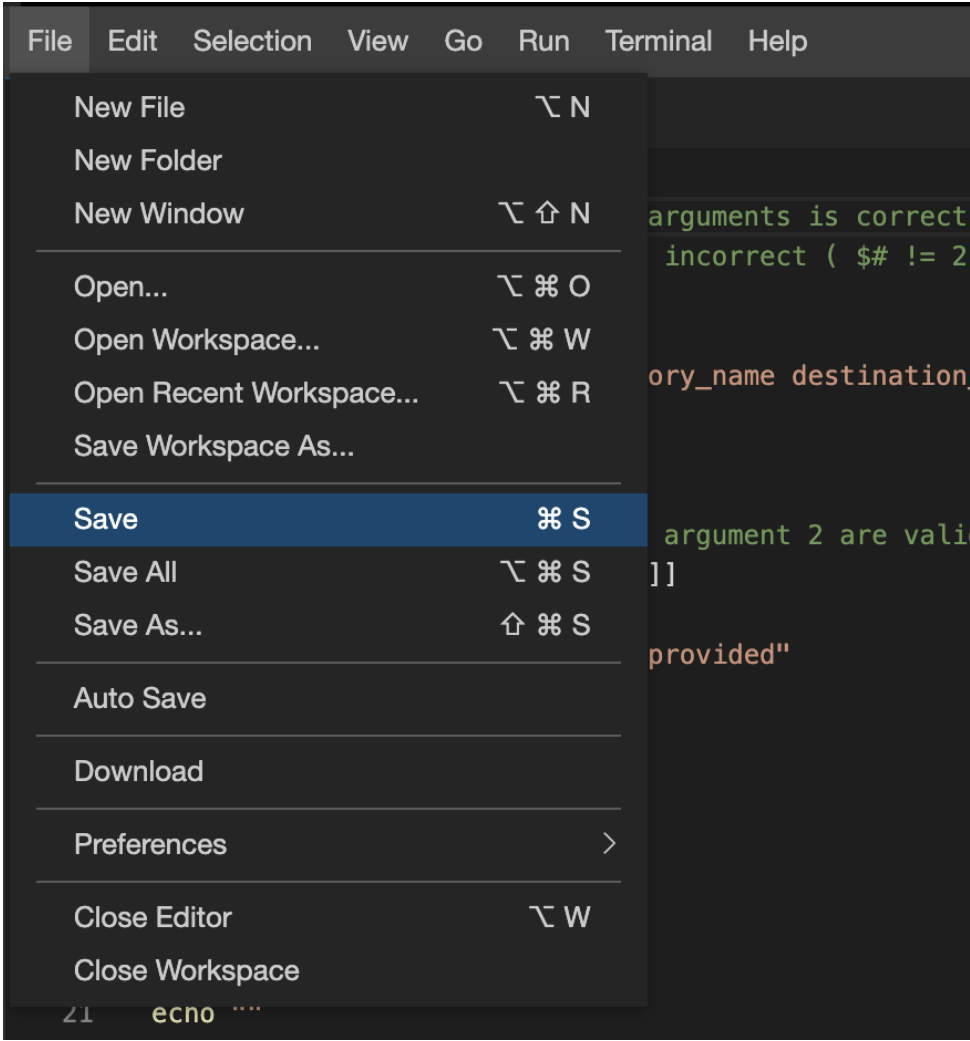 File Edit Selection View Go Run Terminal Help
New File ⌥ N
New Folder
New Window ⌥ ⇧ N
arguments is correct
incorrect ( $# != 2
Open... ⌥ ⌘ O
Open Workspace... ⌥ ⌘ W
Open Recent Workspace... ⌥ ⌘ R
ory_name destination_
Save Workspace As...
Save ⌘ S
argument 2 are vali
Save All ⌥ ⌘ S
]]
Save As... ⇧ ⌘ S
provided"
Auto Save
Download
Preferences >
Close Editor ⌥ W
Close Workspace
21 echo ""